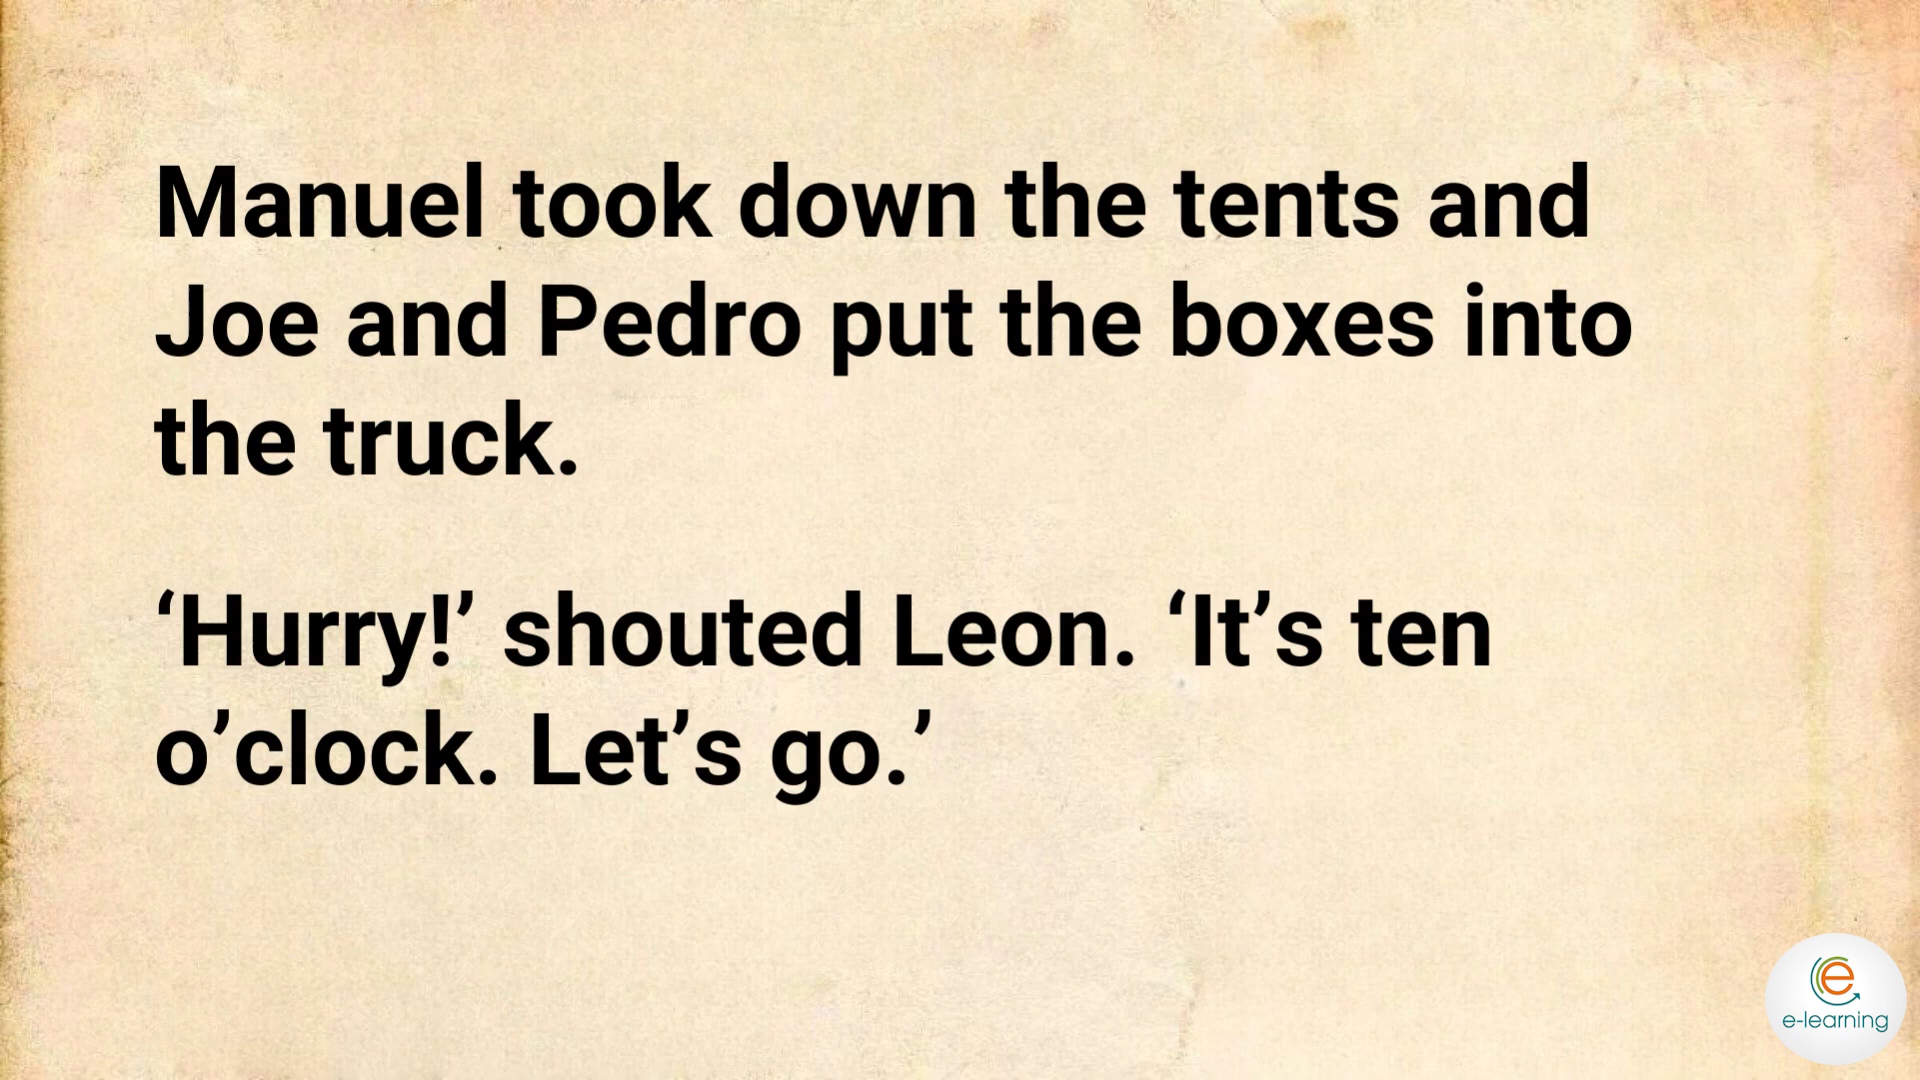 Manuel took down the tents and
Joe and Pedro put the boxes into
the truck.
‘Hurry!’ shouted Leon. ‘It’s ten
o’clock. Let’s go.’
e
e-learning